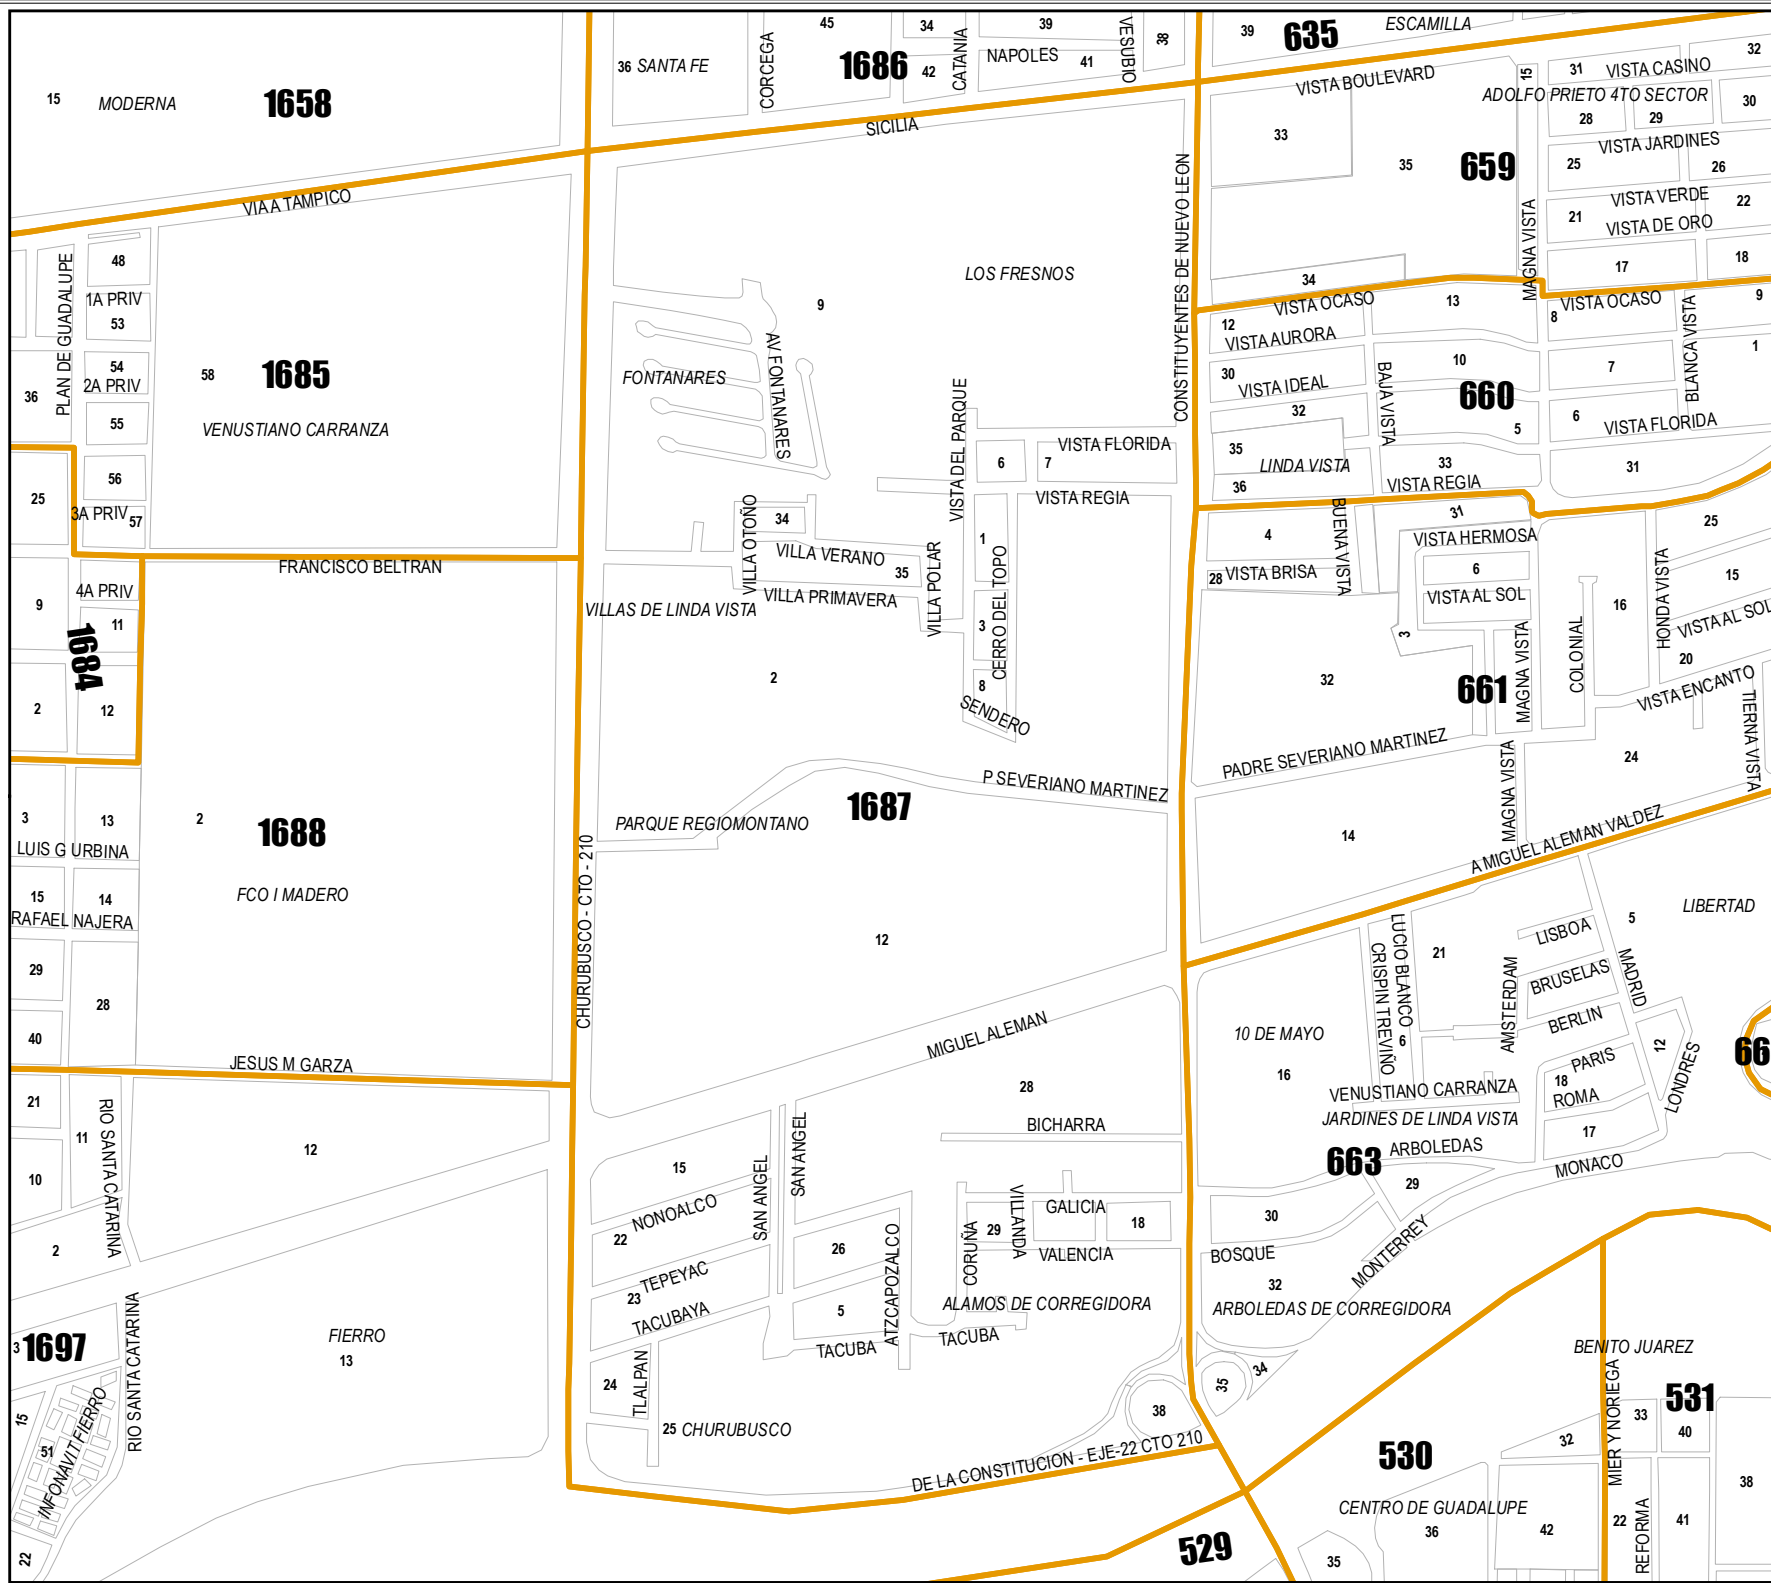 45
34
39
38
39
635
ESCAMILLA
36 SANTA FE
CORCEGA
1686
42
CATANIA
NAPOLES
41
VESUBIO
VISTA BOULEVARD
15
31
VISTA CASINO
32
15
MODERNA
1658
SICILIA
33
35
659
ADOLFO PRIETO 4TO SECTOR
28
29
30
VISTA JARDINES
25
26
VIA A TAMPICO
VISTA VERDE
22
21
VISTA DE ORO
17
18
MAGNA VISTA
CONSTITUYENTES DE NUEVO LEON
LOS FRESNOS
9
34
VISTA OCASO
13
VISTA OCASO
9
8
12
VISTA AURORA
BLANCA VISTA
1
48
1A PRIV
53
PLAN DE GUADALUPE
54
2A PRIV
36
55
58
1685
VENUSTIANO CARRANZA
FONTANARES
AV FONTANARES
10
7
30
VISTA IDEAL
BAJA VISTA
660
32
5
6
VISTA FLORIDA
35
LINDA VISTA
33
31
36
VISTA REGIA
VISTA DEL PARQUE
VISTA FLORIDA
6
7
VISTA REGIA
56
25
3A PRIV
57
VILLA OTOÑO
34
VILLA VERANO
35
VILLA POLAR
1
CERRO DEL TOPO
FRANCISCO BELTRAN
VILLA PRIMAVERA
VILLAS DE LINDA VISTA
4
BUENA VISTA
31
VISTA HERMOSA
25
28
VISTA BRISA
6
VISTA AL SOL
HONDA VISTA
15
16
VISTA AL SOL
4A PRIV
9
11
1684
3
3
COLONIAL
20
2
12
2
8
SENDERO
32
661
MAGNA VISTA
VISTA ENCANTO
TIERNA VISTA
PADRE SEVERIANO MARTINEZ
24
P SEVERIANO MARTINEZ
1687
PARQUE REGIOMONTANO
MAGNA VISTA
14
A MIGUEL ALEMAN VALDEZ
3
13
2
1688
LUIS G URBINA
15
14
FCO I MADERO
RAFAEL NAJERA
CHURUBUSCO - CTO - 210
12
29
28
40
LIBERTAD
5
LISBOA
LUCIO BLANCO
CRISPIN TREVIÑO
21
AMSTERDAM
BRUSELAS
MADRID
BERLIN
10 DE MAYO
6
12
LONDRES
66
MIGUEL ALEMAN
JESUS M GARZA
16
PARIS
18
VENUSTIANO CARRANZA
ROMA
JARDINES DE LINDA VISTA
17
28
BICHARRA
21
11
RIO SANTA CATARINA
12
10
663
ARBOLEDAS
MONACO
29
15
SAN ANGEL
SAN ANGEL
NONOALCO
22
26
ATZCAPOZALCO
CORUÑA
29
VILLANDA
GALICIA
18
VALENCIA
30
BOSQUE
MONTERREY
2
TEPEYAC
23
TACUBAYA
5
TACUBA
ALAMOS DE CORREGIDORA
TACUBA
32
ARBOLEDAS DE CORREGIDORA
3
1697
RIO SANTA CATARINA
FIERRO
13
24
TLALPAN
35
34
BENITO JUAREZ
MIER Y NORIEGA
531
15
51
INFONAVIT FIERRO
25 CHURUBUSCO
38
33
40
32
530
DE LA CONSTITUCION - EJE-22 CTO 210
38
CENTRO DE GUADALUPE
36
42
22
REFORMA
41
22
529
35